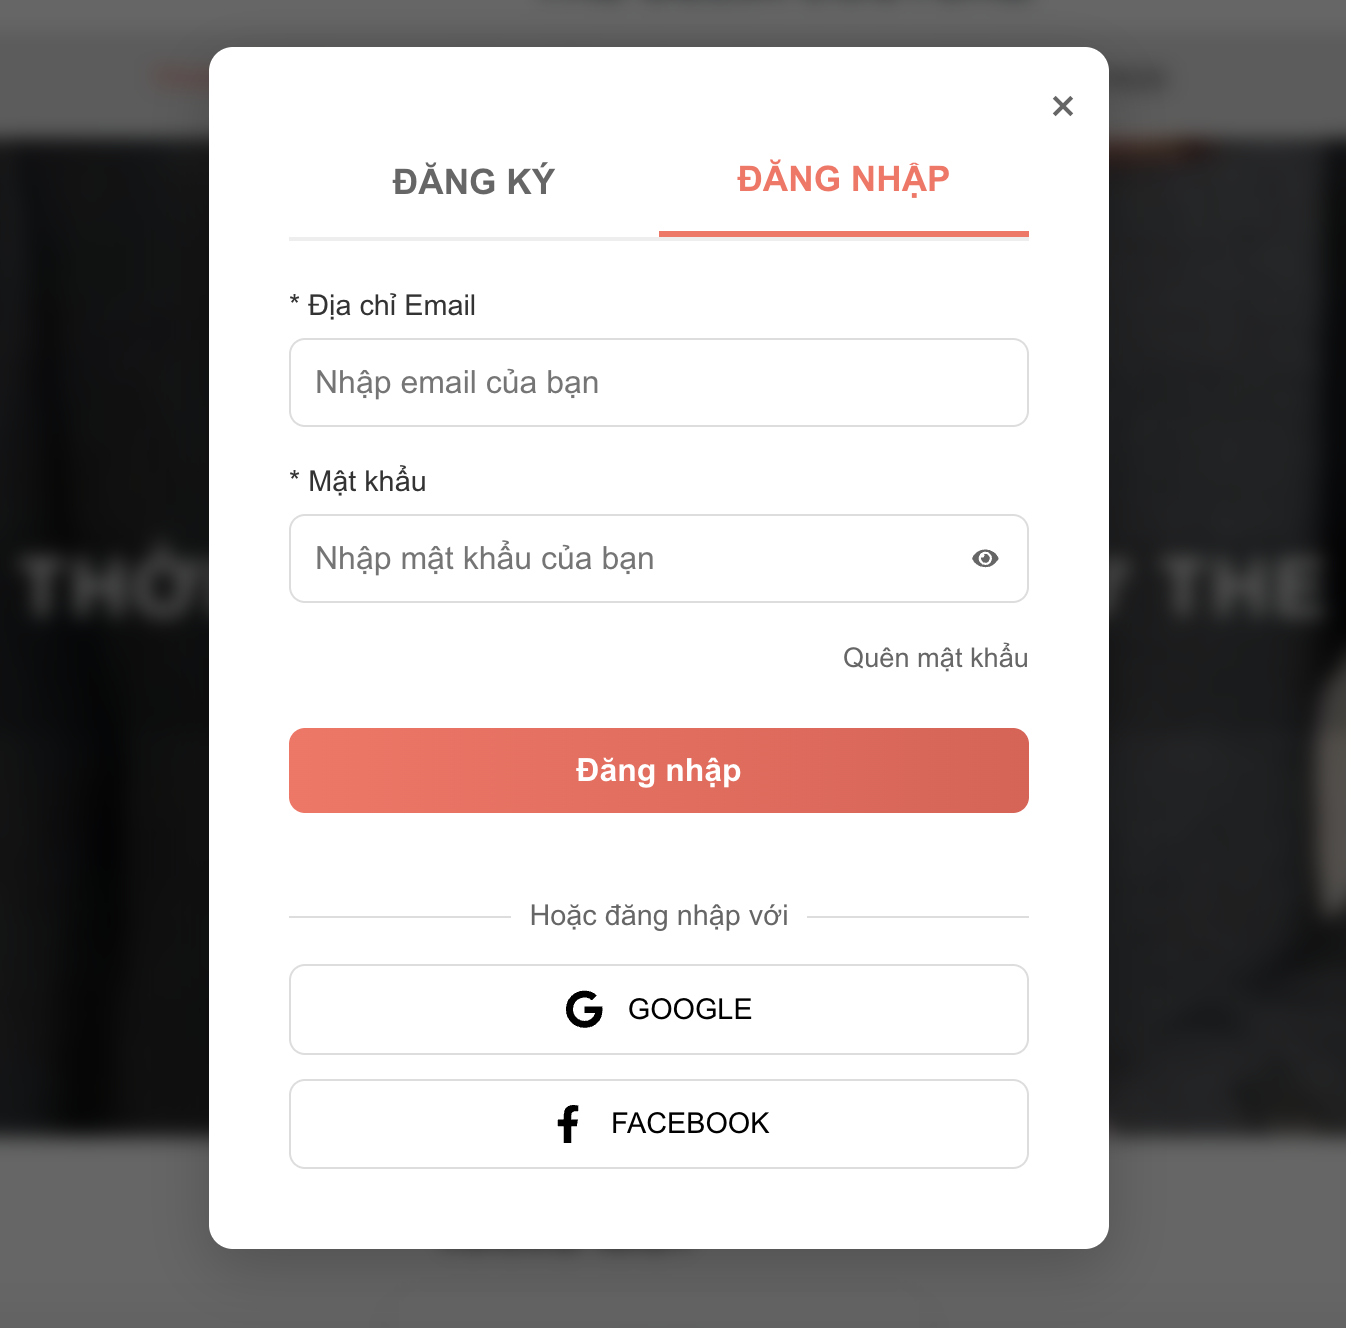 ĐĂNG KÝ ĐĂNG NHẬP
* Địa chỉ Email
Nhập email của bạn
* Mật khẩu
Nhập mật khẩu của bạn
THE
Quên mật khẩu
Đăng nhập
Hoặc đăng nhập với
GOOGLE
FACEBOOK